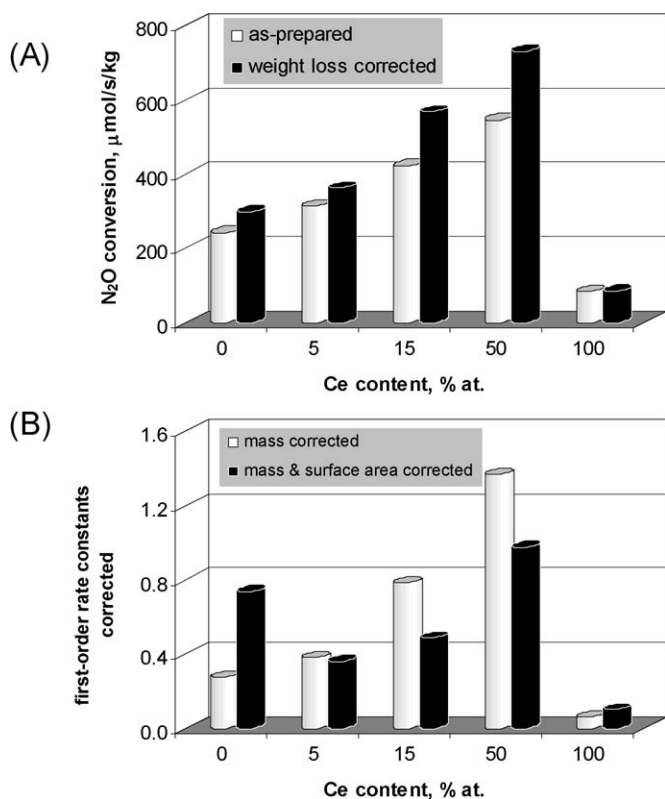 (A)
800
600
400
200
0
N₂O conversion, μmol/s/kg
as-prepared
weight loss corrected
0 5 15 50 100
Ce content, % at.
(B)
1.6
1.2
0.8
0.4
0.0
first-order rate constants
corrected
mass corrected
mass & surface area corrected
0 5 15 50 100
Ce content, % at.